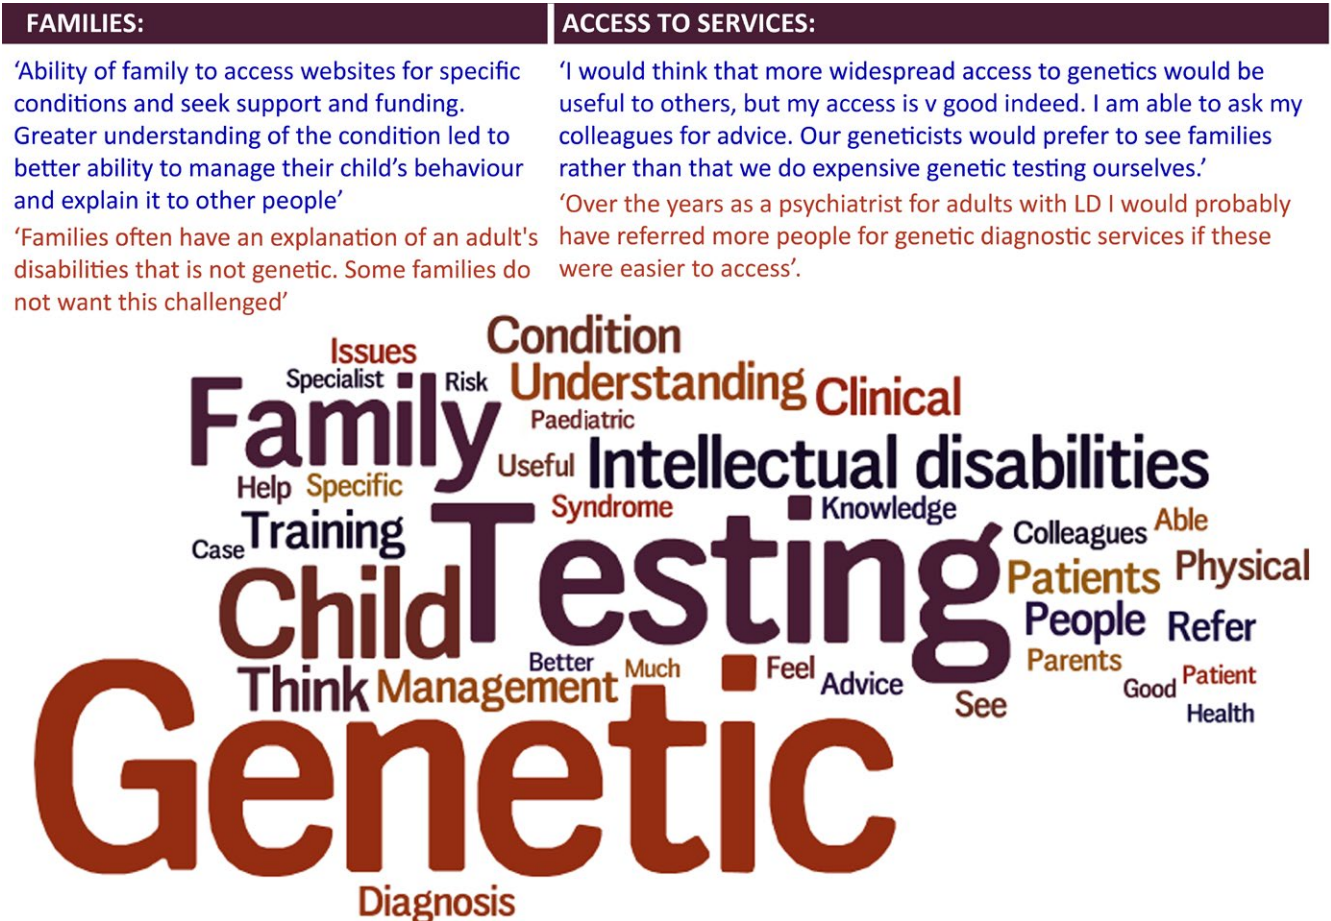 FAMILIES:
‘Ability of family to access websites for specific
conditions and seek support and funding.
Greater understanding of the condition led to
better ability to manage their child’s behaviour
and explain it to other people’
‘Families often have an explanation of an adult's
disabilities that is not genetic. Some families do
not want this challenged’
ACCESS TO SERVICES:
‘I would think that more widespread access to genetics would be
useful to others, but my access is v good indeed. I am able to ask my
colleagues for advice. Our geneticists would prefer to see families
rather than that we do expensive genetic testing ourselves.’
‘Over the years as a psychiatrist for adults with LD I would probably
have referred more people for genetic diagnostic services if these
were easier to access’.
Condition
Issues
Specialist
Risk
Understanding
Clinical
Family
Paediatric
Useful
Intellectual disabilities
Help
Specific
Syndrome
Knowledge
Training
Case
Testing
Colleagues
Able
Child
Patients
Physical
People
Refer
Better
Much
Feel
Parents
Think
Management
Advice
Good
Patient
See
Health
Genetic
Diagnosis